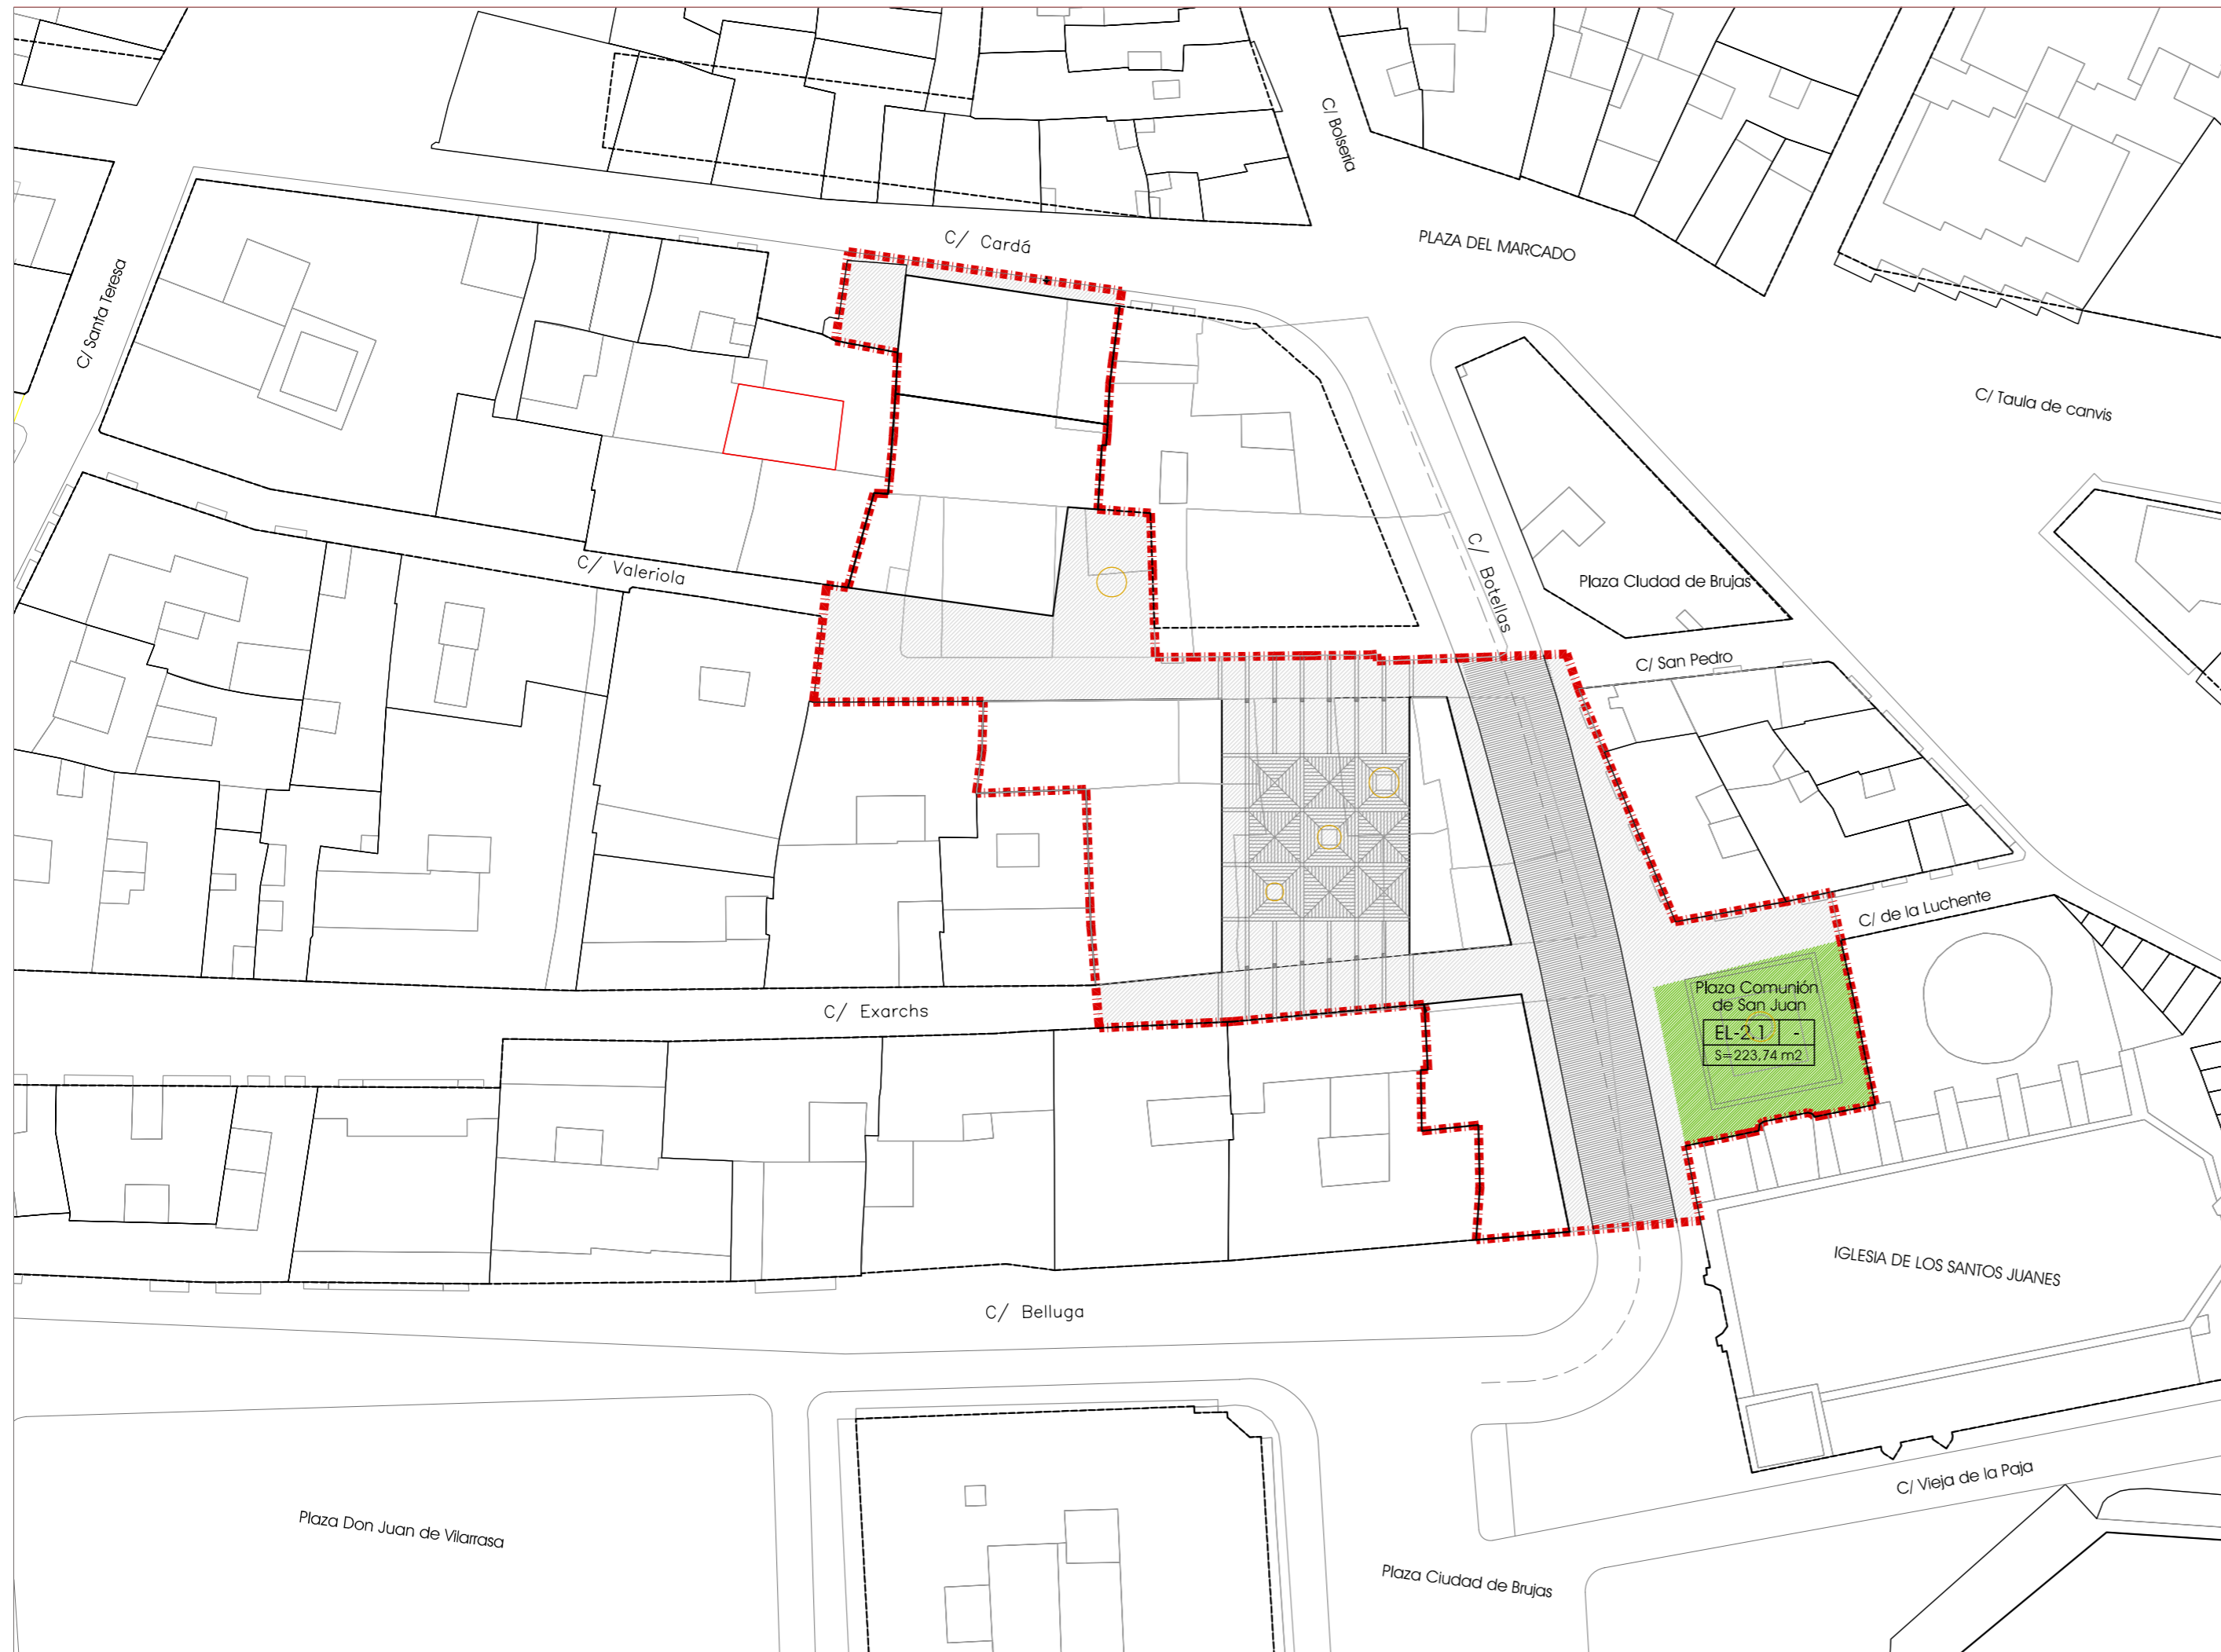 C/ Bolseria
C/ Cardá
PLAZA DEL MARCADO
C/ Santa Teresa
C/ Taula de canvis
C/ Valeriola
C/ Botellas
Plaza Ciudad de Brujas
C/ San Pedro
C/ de la Luchente
Plaza Comunión
de San Juan
EL-2.1 -
S=223,74 m2
C/ Exarchs
IGLESIA DE LOS SANTOS JUANES
C/ Belluga
C/ Vieja de la Paja
Plaza Don Juan de Vilarrasa
Plaza Ciudad de Brujas